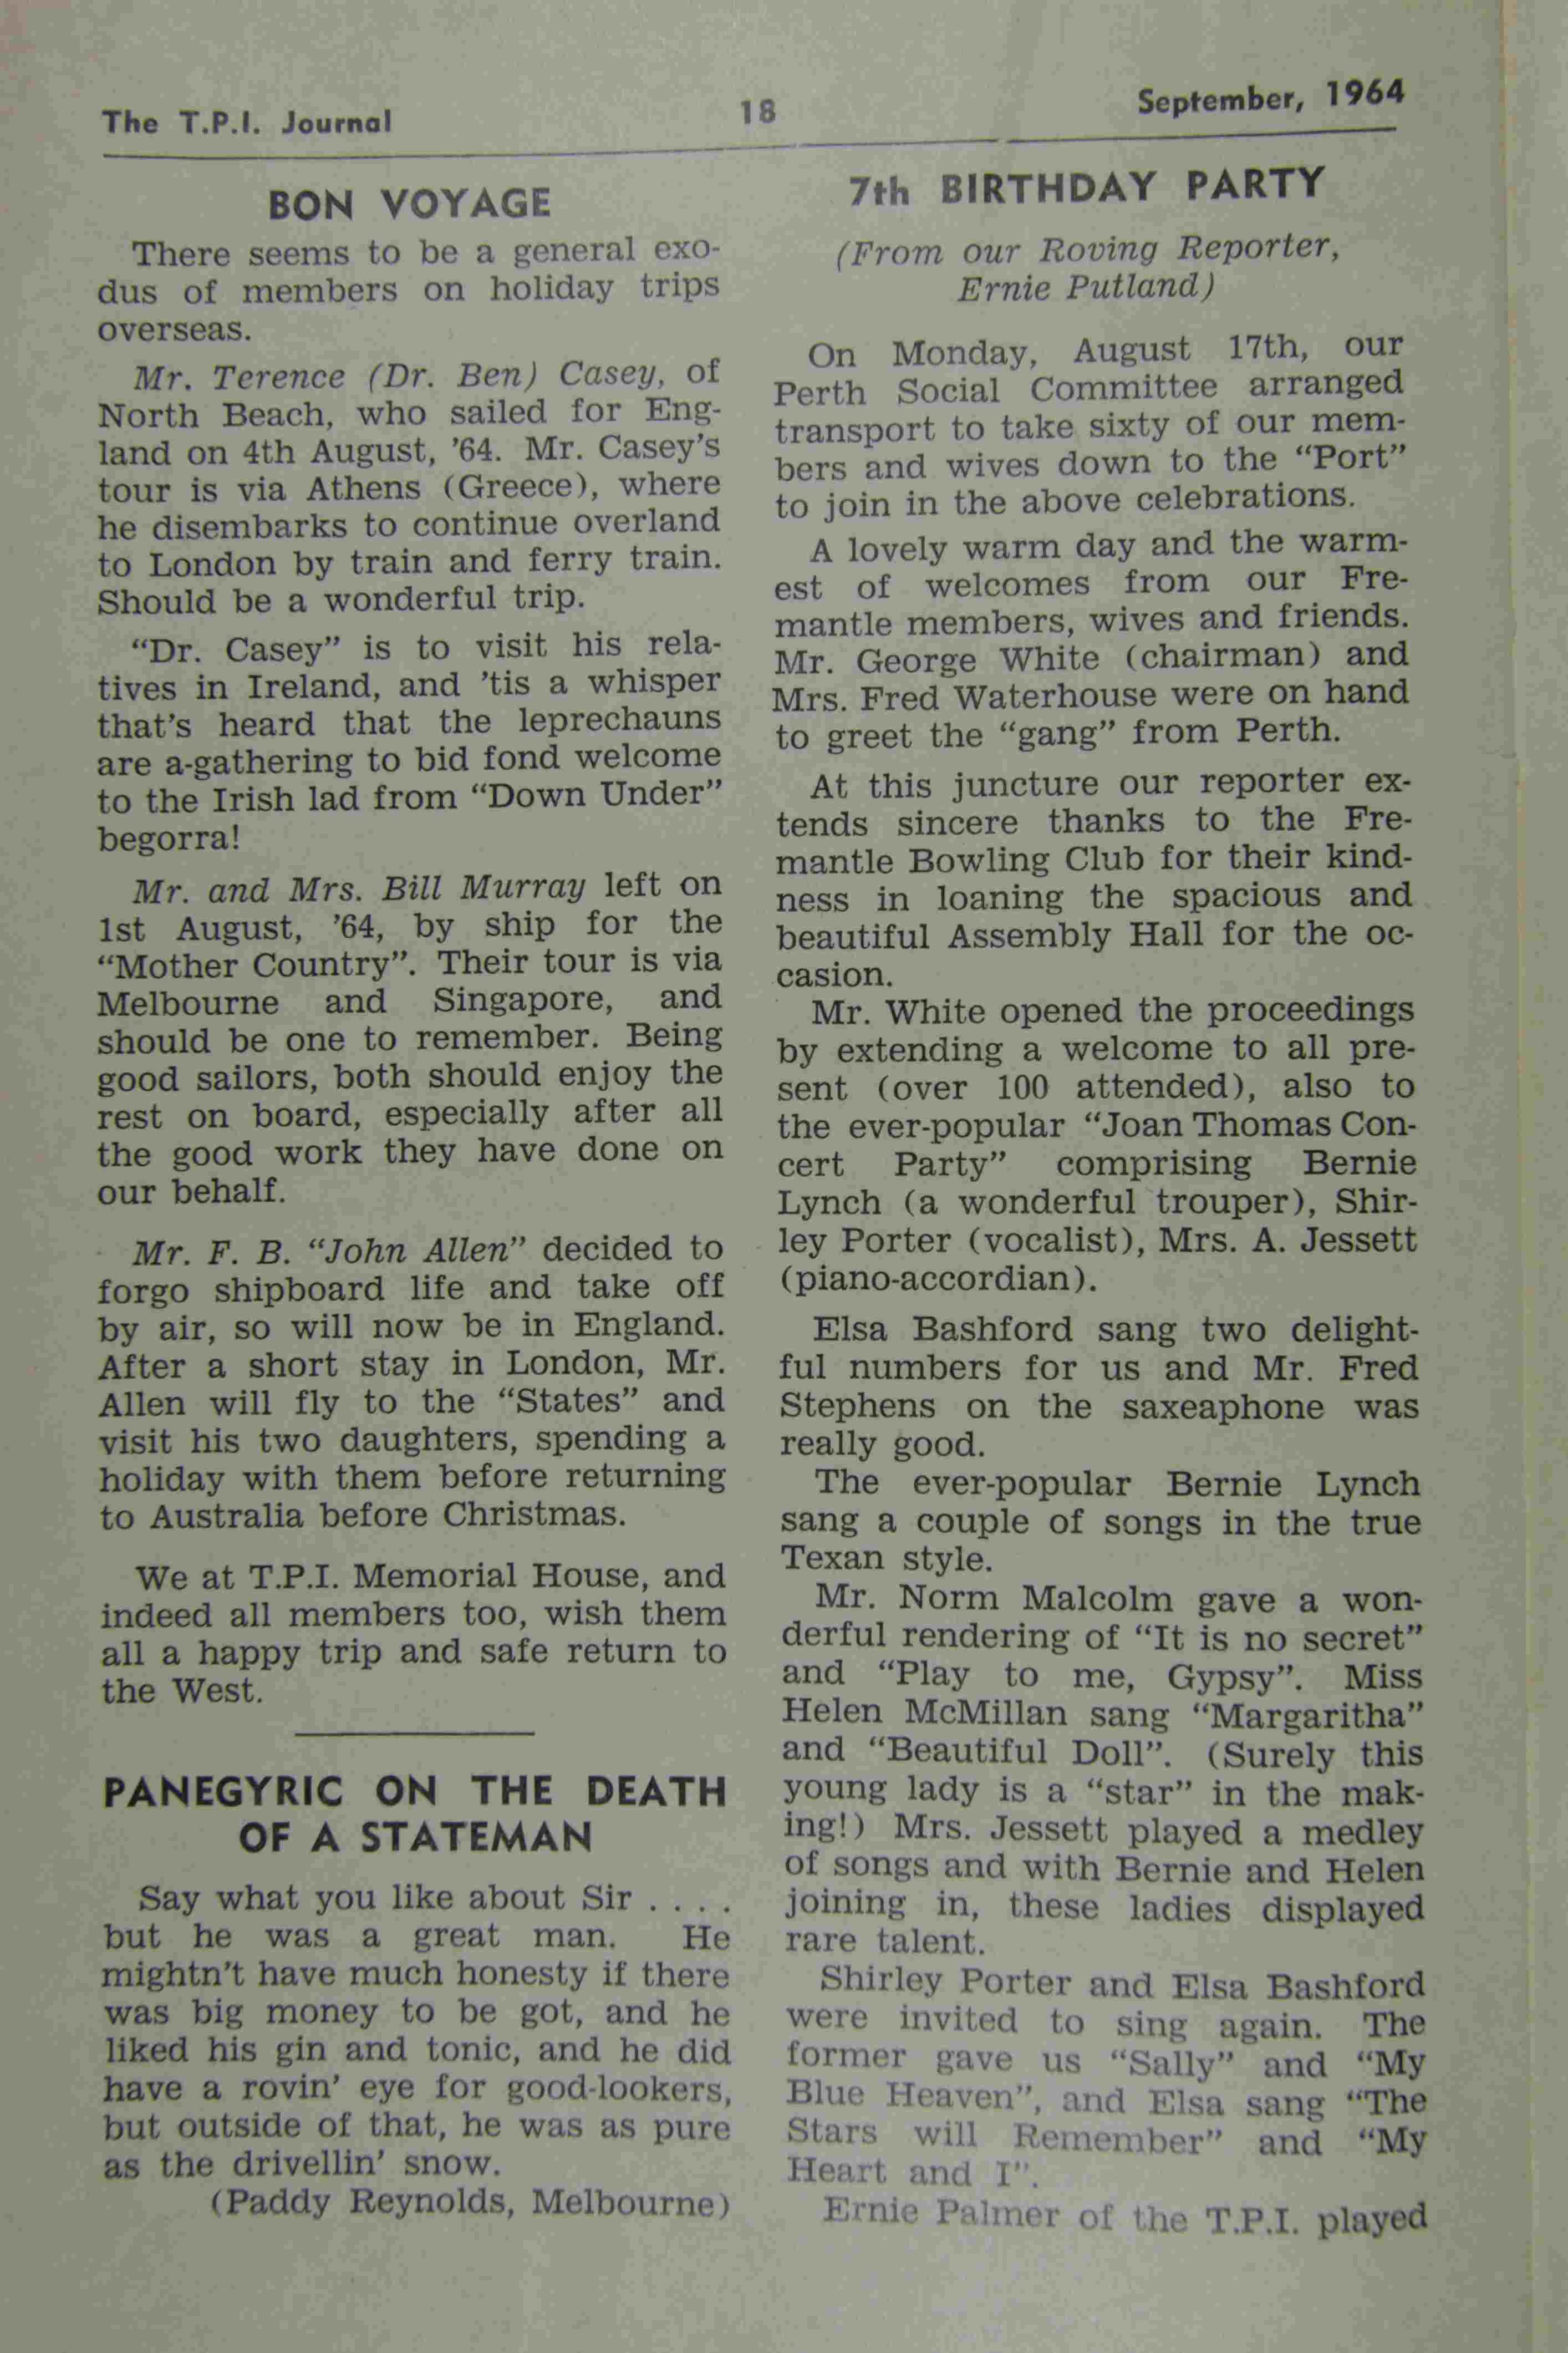 The T.P.I. Journal
18
September, 1964
BON VOYAGE
There seems to be a general exo-
dus of members on holiday trips
overseas.
Mr. Terence (Dr. Ben) Casey, of
North Beach, who sailed for Eng-
land on 4th August, ’64. Mr. Casey’s
tour is via Athens (Greece), where
he disembarks to continue overland
to London by train and ferry train.
Should be a wonderful trip.
“Dr. Casey” is to visit his rela-
tives in Ireland, and ’tis a whisper
that’s heard that the leprechauns
are a-gathering to bid fond welcome
to the Irish lad from “Down Under”
begorra!
Mr. and Mrs. Bill Murray left on
1st August, ’64, by ship for the
“Mother Country”. Their tour is via
Melbourne and Singapore, and
should be one to remember. Being
good sailors, both should enjoy the
rest on board, especially after all
the good work they have done on
our behalf.
Mr. F. B. “John Allen” decided to
forgo shipboard life and take off
by air, so will now be in England.
After a short stay in London, Mr.
Allen will fly to the “States” and
visit his two daughters, spending a
holiday with them before returning
to Australia before Christmas.
We at T.P.I. Memorial House, and
indeed all members too, wish them
all a happy trip and safe return to
the West.
PANEGYRIC ON THE DEATH
OF A STATEMAN
Say what you like about Sir . . . .
but he was a great man. He
mightn’t have much honesty if there
was big money to be got, and he
liked his gin and tonic, and he did
have a rovin’ eye for good-lookers,
but outside of that, he was as pure
as the drivellin’ snow.
(Paddy Reynolds, Melbourne)
7th BIRTHDAY PARTY
(From our Roving Reporter,
Ernie Putland)
On Monday, August 17th, our
Perth Social Committee arranged
transport to take sixty of our mem-
bers and wives down to the “Port”
to join in the above celebrations.
A lovely warm day and the warm-
est of welcomes from our Fre-
mantle members, wives and friends.
Mr. George White (chairman) and
Mrs. Fred Waterhouse were on hand
to greet the “gang” from Perth.
At this juncture our reporter ex-
tends sincere thanks to the Fre-
mantle Bowling Club for their kind-
ness in loaning the spacious and
beautiful Assembly Hall for the oc-
casion.
Mr. White opened the proceedings
by extending a welcome to all pre-
sent (over 100 attended), also to
the ever-popular “Joan Thomas Con-
cert Party” comprising Bernie
Lynch (a wonderful trouper), Shir-
ley Porter (vocalist), Mrs. A. Jessett
(piano-accordian).
Elsa Bashford sang two delight-
ful numbers for us and Mr. Fred
Stephens on the saxeaphone was
really good.
The ever-popular Bernie Lynch
sang a couple of songs in the true
Texan style.
Mr. Norm Malcolm gave a won-
derful rendering of “It is no secret”
and “Play to me, Gypsy”. Miss
Helen McMillan sang “Margaritha”
and “Beautiful Doll”. (Surely this
young lady is a “star” in the mak-
ing!) Mrs. Jessett played a medley
of songs and with Bernie and Helen
joining in, these ladies displayed
rare talent.
Shirley Porter and Elsa Bashford
were invited to sing again. The
former gave us “Sally” and “My
Blue Heaven”, and Elsa sang “The
Stars will Remember” and “My
Heart and I”.
Ernie Palmer of the T.P.I. played